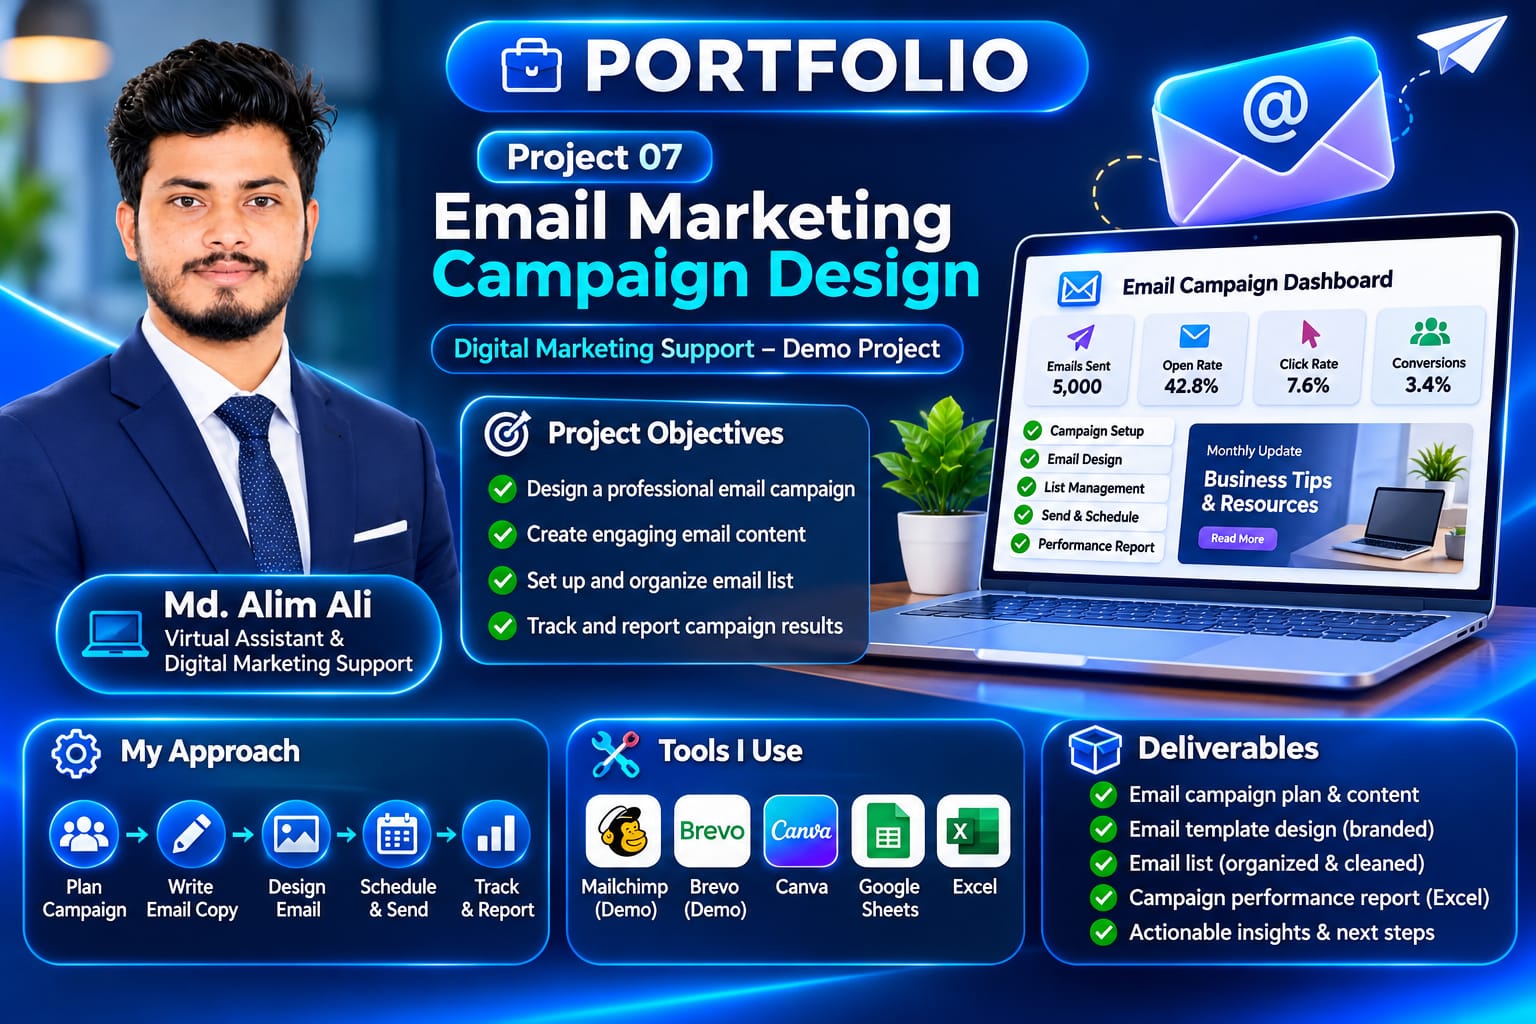 PORTFOLIO
Project 07
Email Marketing
Campaign Design
Digital Marketing Support – Demo Project
Project Objectives
Design a professional email campaign
Create engaging email content
Set up and organize email list
Track and report campaign results
Md. Alim Ali
Virtual Assistant &
Digital Marketing Support
@
Email Campaign Dashboard
Emails Sent
5,000
Open Rate
42.8%
Click Rate
7.6%
Conversions
3.4%
Campaign Setup
Email Design
List Management
Send & Schedule
Performance Report
Monthly Update
Business Tips
& Resources
Read More
My Approach
Plan
Campaign
Write
Email Copy
Design
Email
Schedule
& Send
Track
& Report
Tools I Use
Brevo
Canva
X
Mailchimp
(Demo)
Brevo
(Demo)
Canva
Google
Sheets
Excel
Deliverables
Email campaign plan & content
Email template design (branded)
Email list (organized & cleaned)
Campaign performance report (Excel)
Actionable insights & next steps